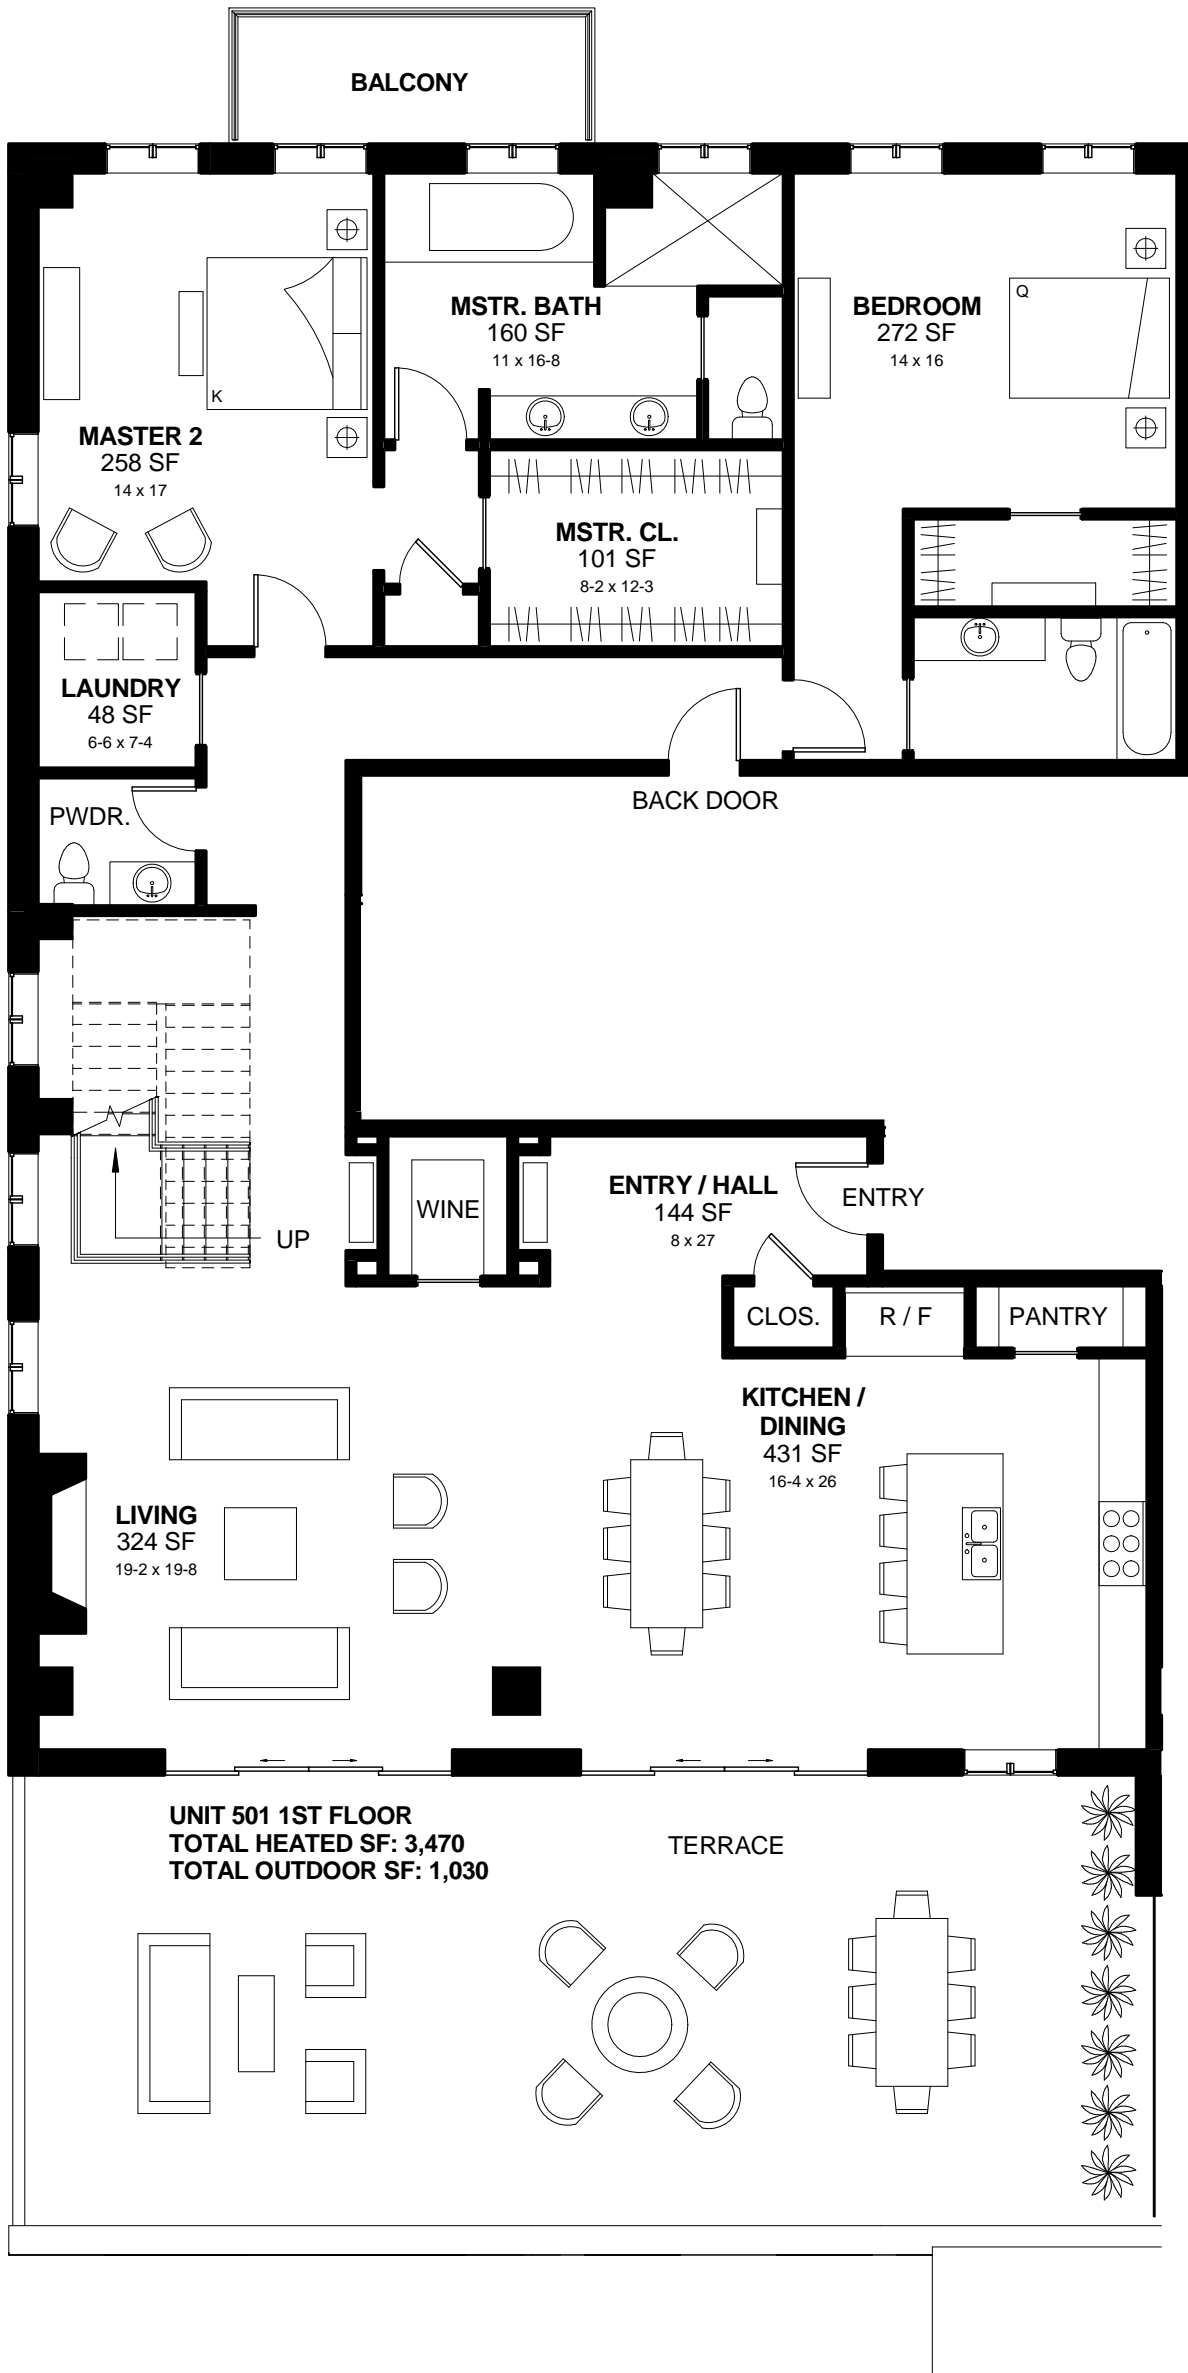 BALCONY
MSTR. BATH
160 SF
11 x 16-8
BEDROOM
272 SF
14 x 16
Q
K
MASTER 2
258 SF
14 x 17
MSTR. CL.
101 SF
8-2 x 12-3
LAUNDRY
48 SF
6-6 x 7-4
BACK DOOR
PWDR.
UP
WINE
ENTRY / HALL
144 SF
8 x 27
ENTRY
CLOS.
R / F
PANTRY
KITCHEN /
DINING
431 SF
16-4 x 26
LIVING
324 SF
19-2 x 19-8
UNIT 501 1ST FLOOR
TOTAL HEATED SF: 3,470
TOTAL OUTDOOR SF: 1,030
TERRACE